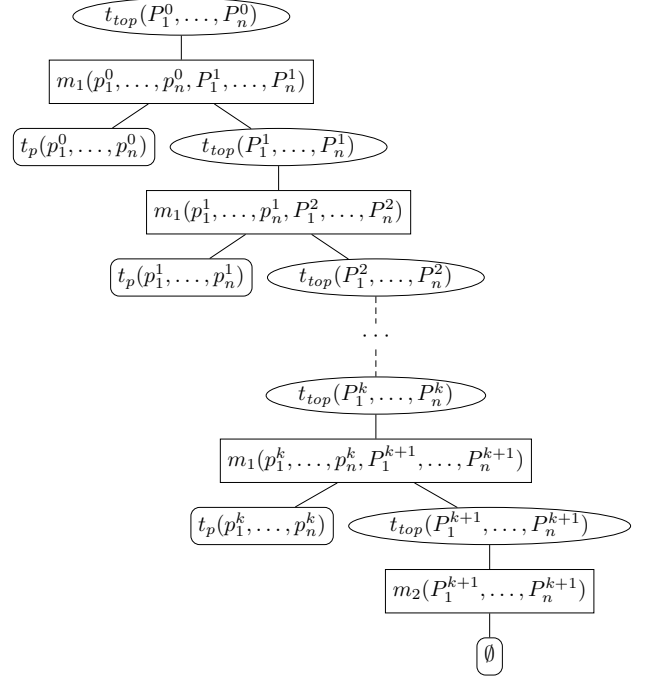 t_{top}(P_1^0, …, P_n^0)
m_1(p_1^0, …, p_n^0, P_1^1, …, P_n^1)
t_p(p_1^0, …, p_n^0) t_{top}(P_1^1, …, P_n^1)
m_1(p_1^1, …, p_n^1, P_1^2, …, P_n^2)
t_p(p_1^1, …, p_n^1) t_{top}(P_1^2, …, P_n^2)
…
t_{top}(P_1^k, …, P_n^k)
m_1(p_1^k, …, p_n^k, P_1^{k+1}, …, P_n^{k+1})
t_p(p_1^k, …, p_n^k) t_{top}(P_1^{k+1}, …, P_n^{k+1})
m_2(P_1^{k+1}, …, P_n^{k+1})
∅